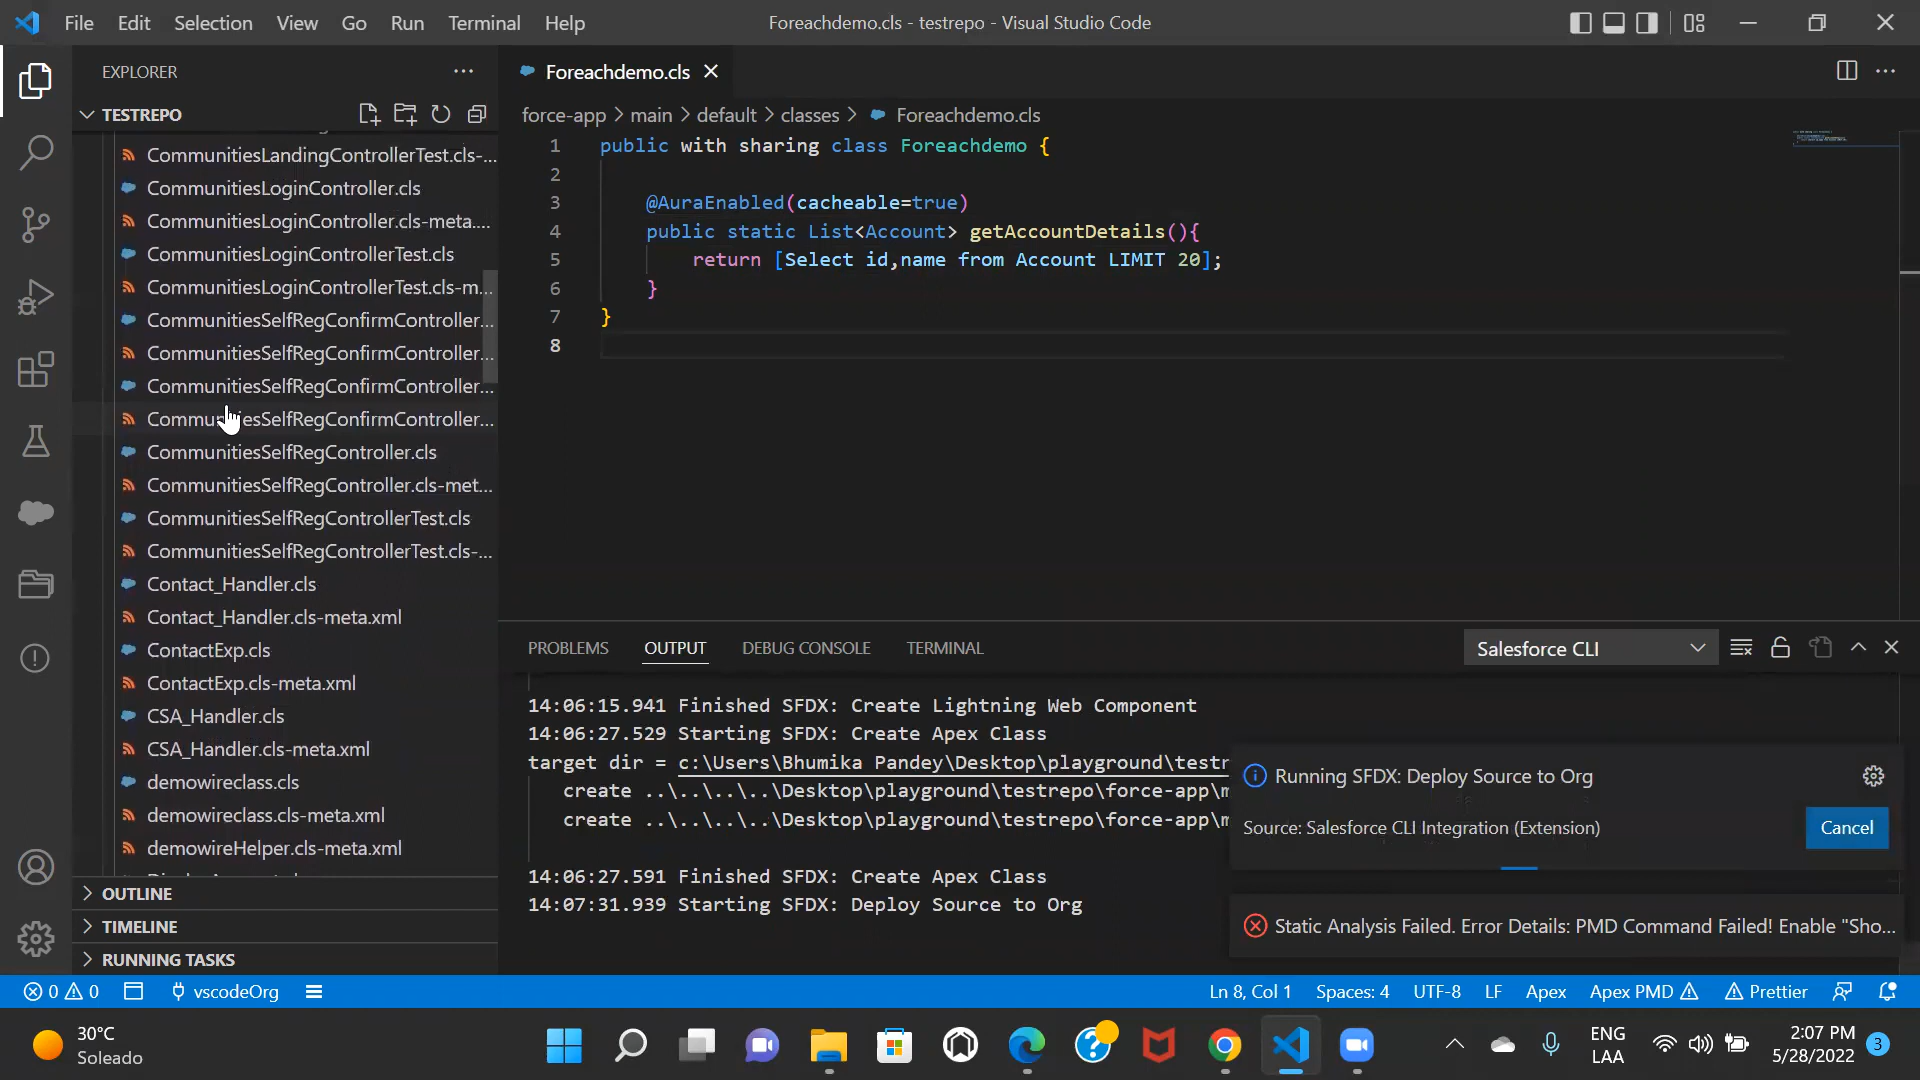 File Edit Selection View Go Run Terminal Help
Foreachdemo.cls - testrepo - Visual Studio Code
EXPLORER
TESTREPO
CommunitiesLandingControllerTest.cls-...
CommunitiesLoginController.cls
CommunitiesLoginController.cls-meta....
CommunitiesLoginControllerTest.cls
CommunitiesLoginControllerTest.cls-m...
CommunitiesSelfRegConfirmController...
CommunitiesSelfRegConfirmController...
CommunitiesSelfRegConfirmController...
CommunitiesSelfRegConfirmController...
CommunitiesSelfRegController.cls
CommunitiesSelfRegController.cls-met...
CommunitiesSelfRegControllerTest.cls
CommunitiesSelfRegControllerTest.cls-...
Contact_Handler.cls
Contact_Handler.cls-meta.xml
ContactExp.cls
ContactExp.cls-meta.xml
CSA_Handler.cls
CSA_Handler.cls-meta.xml
demowireclass.cls
demowireclass.cls-meta.xml
demowireHelper.cls-meta.xml
OUTLINE
TIMELINE
RUNNING TASKS
Foreachdemo.cls
force-app > main > default > classes > Foreachdemo.cls
1 public with sharing class Foreachdemo {
2
3 @AuraEnabled(cacheable=true)
4 public static List<Account> getAccountDetails(){
5 return [Select id,name from Account LIMIT 20];
6 }
7 }
8
PROBLEMS OUTPUT DEBUG CONSOLE TERMINAL
Salesforce CLI
14:06:15.941 Finished SFDX: Create Lightning Web Component
14:06:27.529 Starting SFDX: Create Apex Class
target dir = c:\Users\Bhumika Pandey\Desktop\playground\testr
create ..\..\..\..\Desktop\playground\testrepo\force-app\m
create ..\..\..\..\Desktop\playground\testrepo\force-app\m
14:06:27.591 Finished SFDX: Create Apex Class
14:07:31.939 Starting SFDX: Deploy Source to Org
Running SFDX: Deploy Source to Org
Source: Salesforce CLI Integration (Extension)
Cancel
Static Analysis Failed. Error Details: PMD Command Failed! Enable "Sho...
0 0 vscodeOrg
Ln 8, Col 1 Spaces: 4 UTF-8 LF Apex Apex PMD Prettier
30°C
Soleado
ENG
LAA
2:07 PM
5/28/2022
3